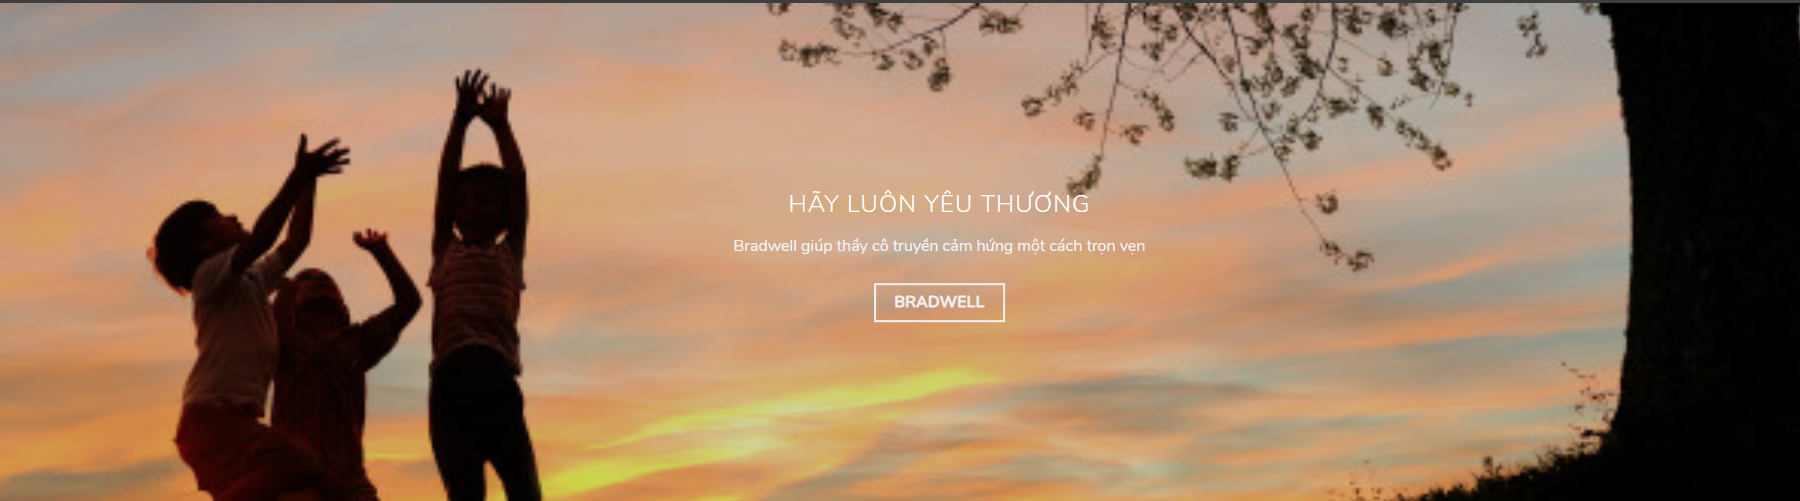 HÃY LUÔN YÊU THƯƠNG
Bradwell giúp thầy cô truyền cảm hứng một cách trọn vẹn
BRADWELL